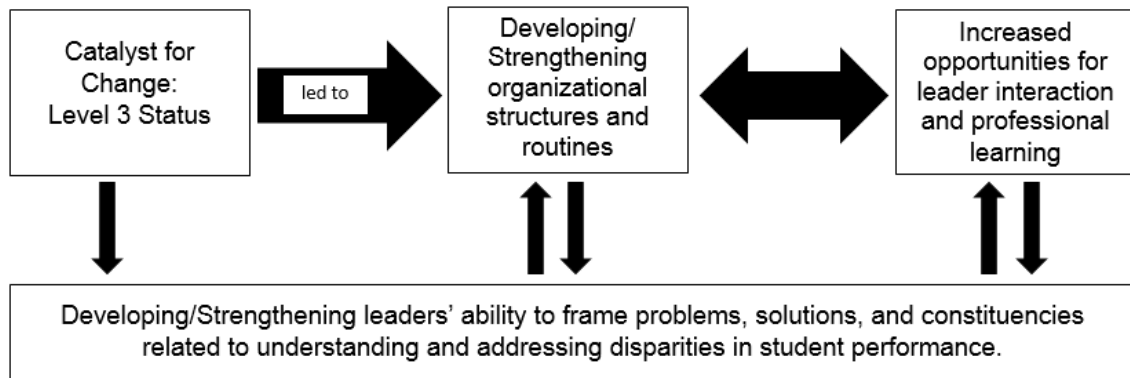 Catalyst for
Change:
Level 3 Status
led to
Developing/
Strengthening
organizational
structures and
routines
Increased
opportunities for
leader interaction
and professional
learning
Developing/Strengthening leaders’ ability to frame problems, solutions, and constituencies
related to understanding and addressing disparities in student performance.